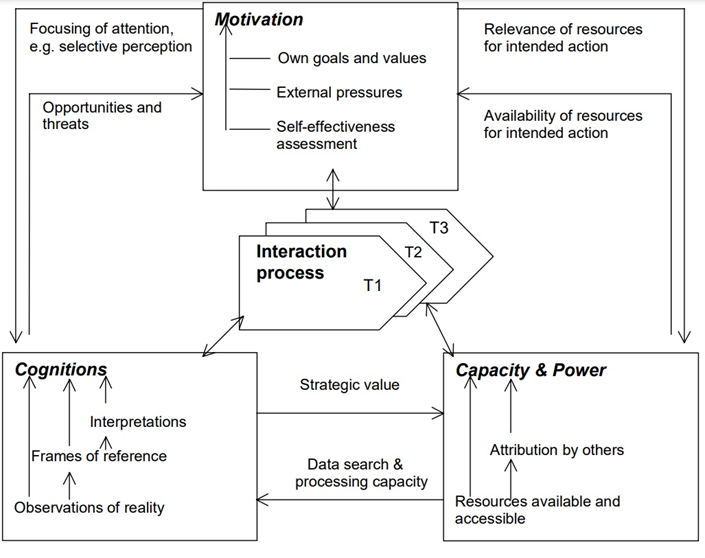 Motivation
Focusing of attention,
e.g. selective perception
Relevance of resources
for intended action
Own goals and values
External pressures
Self-effectiveness
assessment
Opportunities and
threats
Availability of resources
for intended action
T3
T2
Interaction
process
T1
Cognitions
Interpretations
Frames of reference
Observations of reality
Strategic value
Data search &
processing capacity
Capacity & Power
Attribution by others
Resources available and
accessible